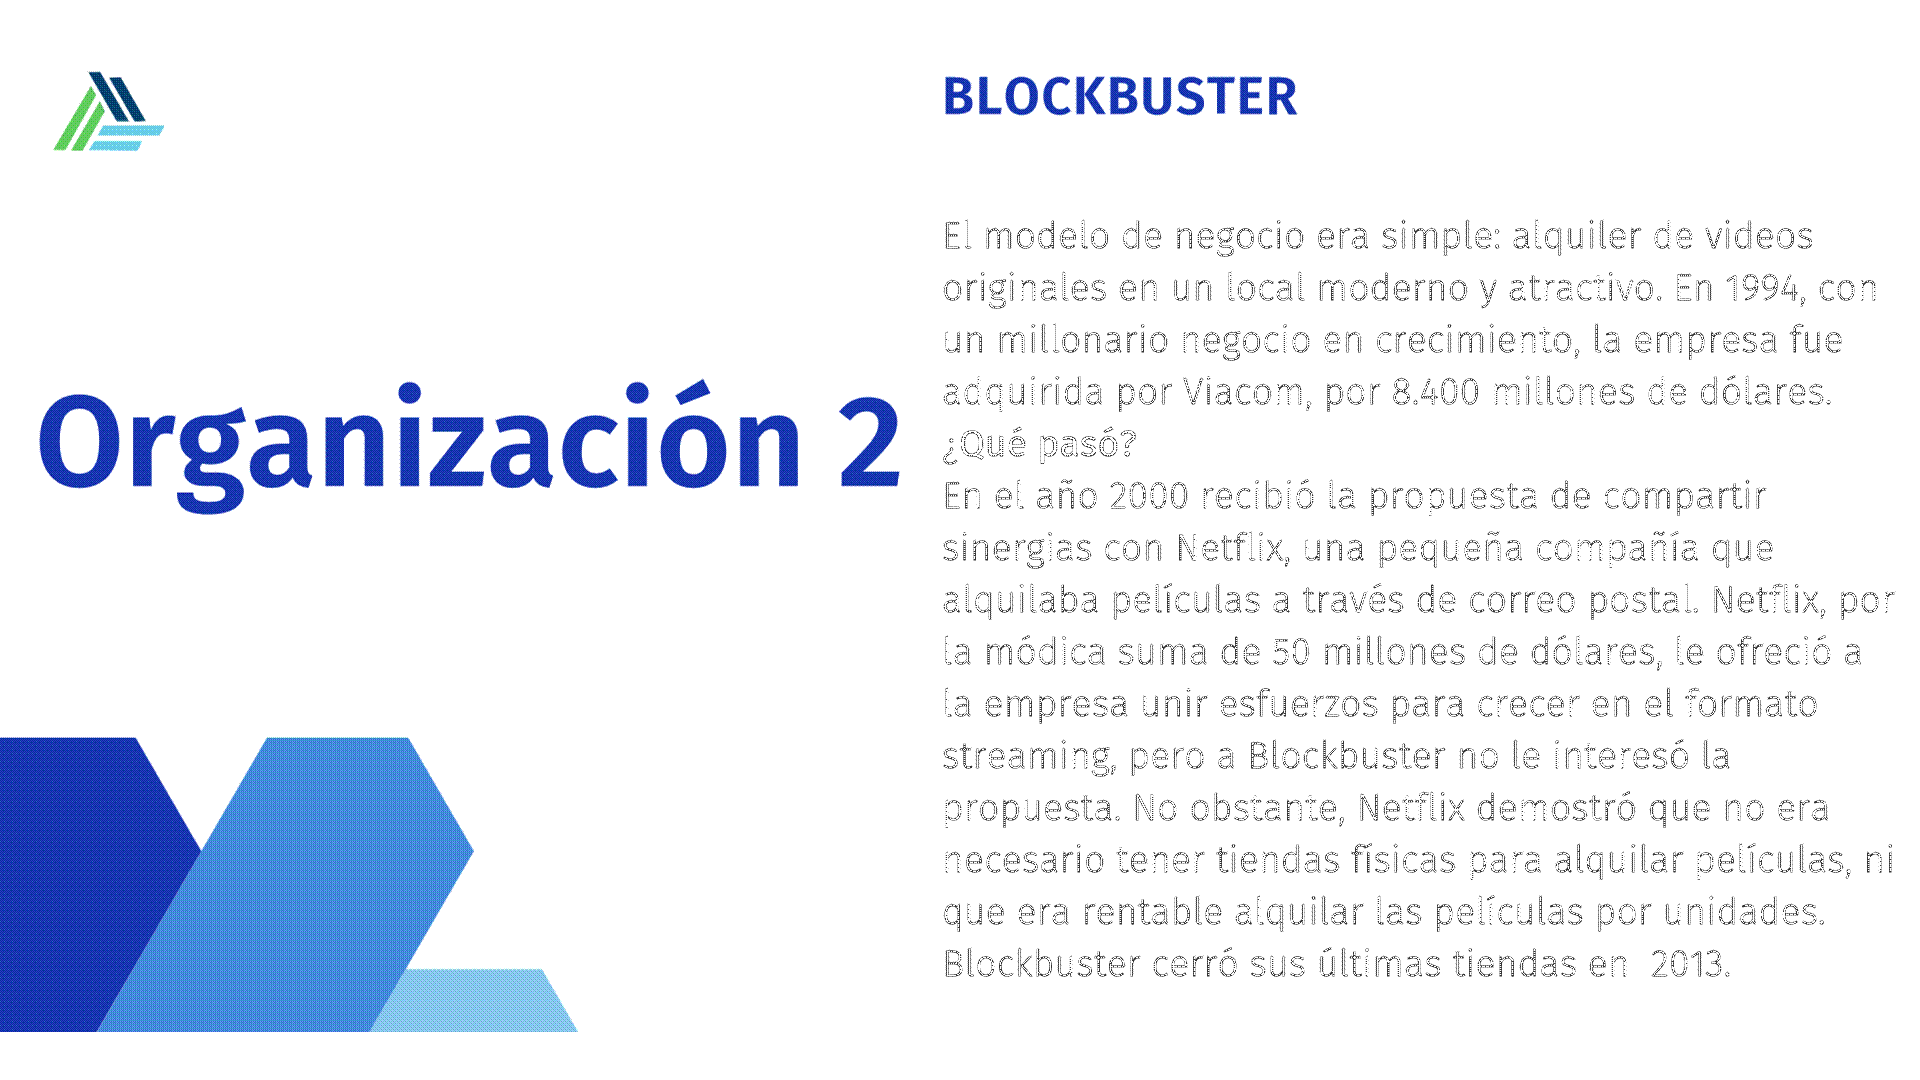 BLOCKBUSTER
Organización 2
El modelo de negocio era simple: alquiler de videos
originales en un local moderno y atractivo. En 1994, con
un millonario negocio en crecimiento, la empresa fue
adquirida por Viacom, por 8.400 millones de dólares.
¿Qué pasó?
En el año 2000 recibió la propuesta de compartir
sinergias con Netflix, una pequeña compañía que
alquilaba películas a través de correo postal. Netflix, por
la módica suma de 50 millones de dólares, le ofreció a
la empresa unir esfuerzos para crecer en el formato
streaming, pero a Blockbuster no le interesó la
propuesta. No obstante, Netflix demostró que no era
necesario tener tiendas físicas para alquilar películas, ni
que era rentable alquilar las películas por unidades.
Blockbuster cerró sus últimas tiendas en  2013.